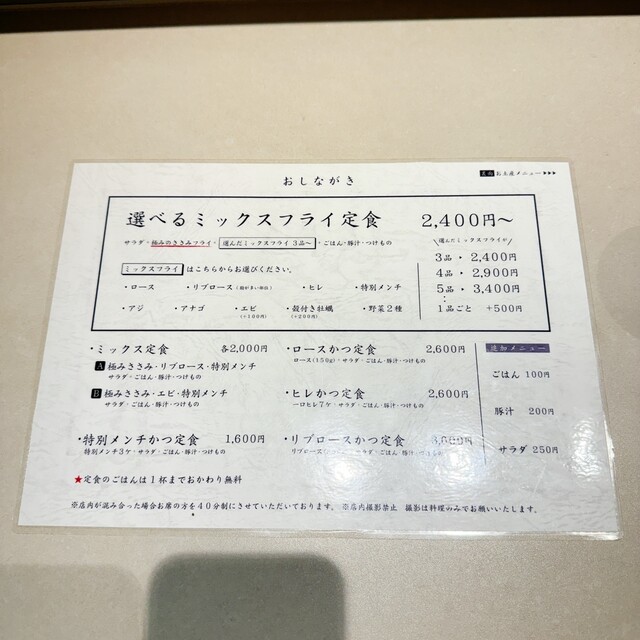 おしながき
裏面 お土産メニュー▶▶▶
選べるミックスフライ定食 2,400円〜
サラダ・極みのささみフライ・選んだミックスフライ 3品〜・ごはん・豚汁・つけもの
＼選んだミックスフライが／
3品・2,400円
4品・2,900円
5品・3,400円
1品ごと +500円
ミックスフライ はこちらからお選びください。
・ロース ・リブロース ・ヒレ ・特別メンチ
・アジ ・アナゴ ・エビ ・殻付き牡蠣 ・野菜2種
(+100円) (+200円)
・ミックス定食 各2,000円
A 極みささみ・リブロース・特別メンチ
サラダ・ごはん・豚汁・つけもの
B 極みささみ・エビ・特別メンチ
サラダ・ごはん・豚汁・つけもの
・特別メンチかつ定食 1,600円
特別メンチ3ケ・サラダ・ごはん・豚汁・つけもの
・ロースかつ定食 2,600円
ロース(150g)・サラダ・ごはん・豚汁・つけもの
・ヒレかつ定食 2,600円
一口ヒレ7ケ・サラダ・ごはん・豚汁・つけもの
・リブロースかつ定食 3,000円
サラダ・ごはん・豚汁・つけもの
追加メニュー
ごはん 100円
豚汁 200円
サラダ 250円
★定食のごはんは1杯までおかわり無料
※店内が混み合った場合お席の方を40分制にさせていただいております。 ※店内撮影禁止 撮影は料理のみでお願いいたします。